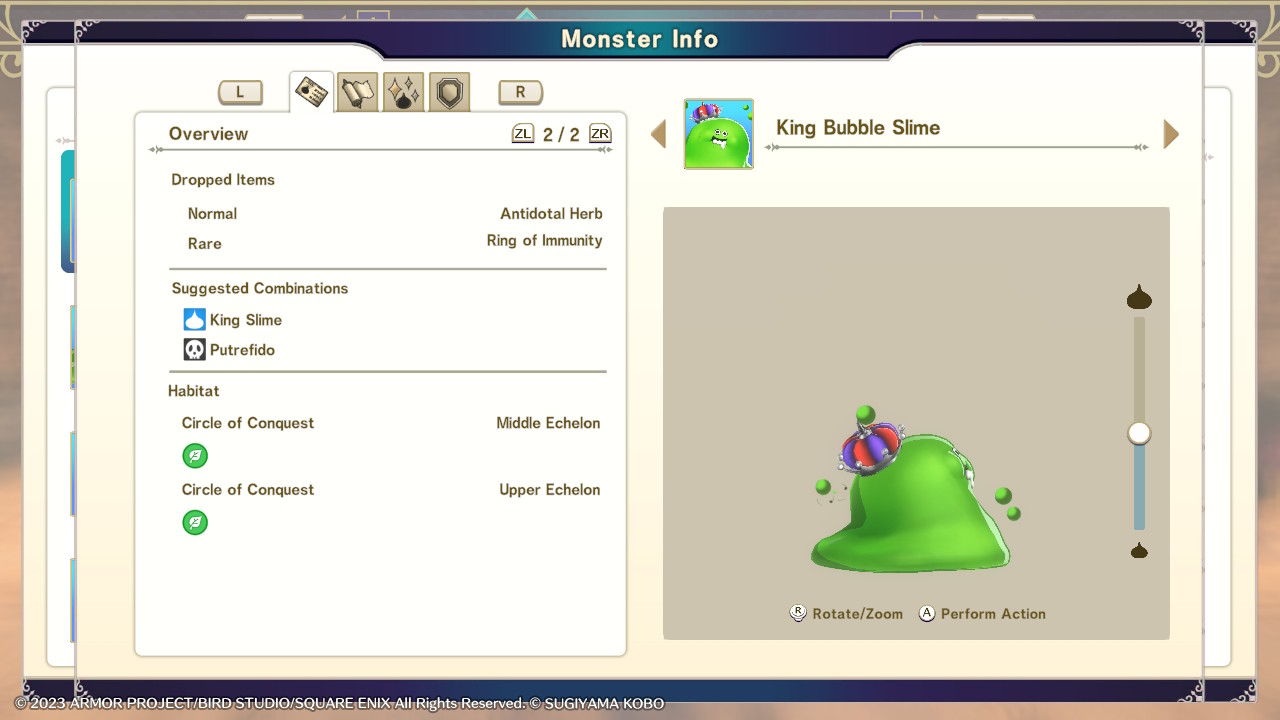 Monster Info
L
R
Overview
ZL 2 / 2 ZR
King Bubble Slime
Dropped Items
Normal Antidotal Herb
Rare Ring of Immunity
Suggested Combinations
King Slime
Putrefido
Habitat
Circle of Conquest Middle Echelon
Circle of Conquest Upper Echelon
R Rotate/Zoom A Perform Action
© 2023 ARMOR PROJECT/BIRD STUDIO/SQUARE ENIX All Rights Reserved. © SUGIYAMA KOBO